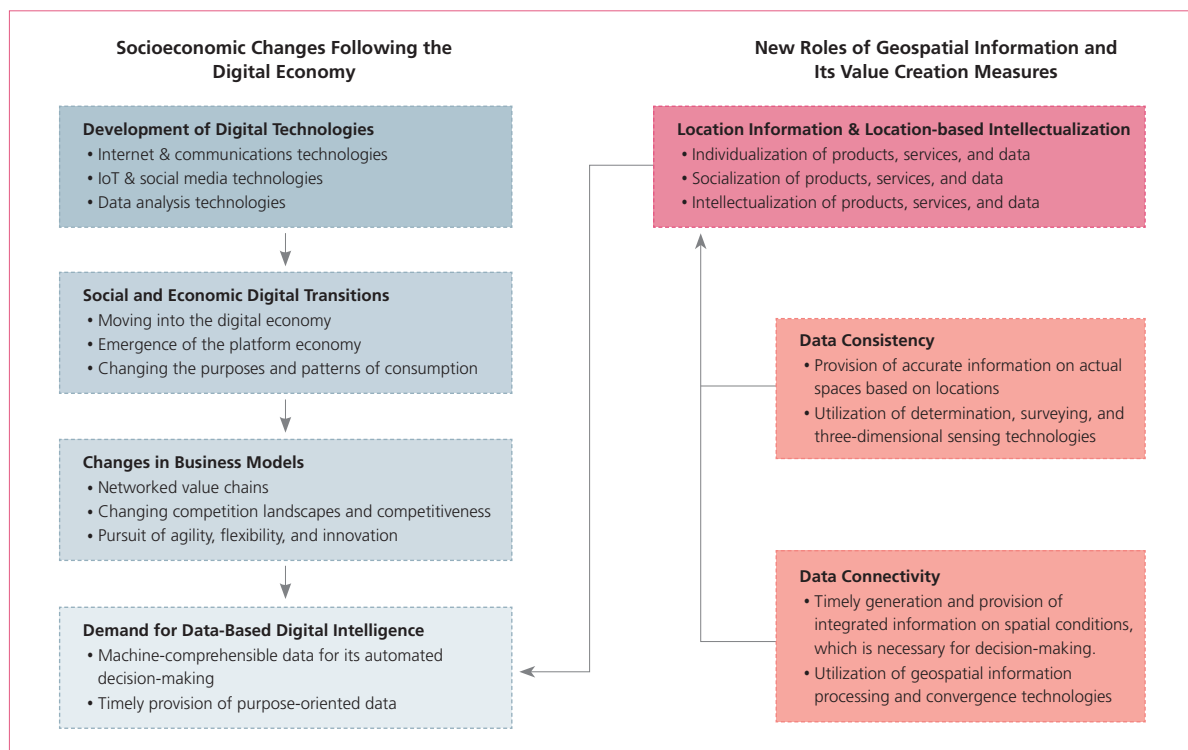 Socioeconomic Changes Following the
Digital Economy
Development of Digital Technologies
• Internet & communications technologies
• IoT & social media technologies
• Data analysis technologies
Social and Economic Digital Transitions
• Moving into the digital economy
• Emergence of the platform economy
• Changing the purposes and patterns of consumption
Changes in Business Models
• Networked value chains
• Changing competition landscapes and competitiveness
• Pursuit of agility, flexibility, and innovation
Demand for Data-Based Digital Intelligence
• Machine-comprehensible data for its automated
decision-making
• Timely provision of purpose-oriented data
New Roles of Geospatial Information and
Its Value Creation Measures
Location Information & Location-based Intellectualization
• Individualization of products, services, and data
• Socialization of products, services, and data
• Intellectualization of products, services, and data
Data Consistency
• Provision of accurate information on actual
spaces based on locations
• Utilization of determination, surveying, and
three-dimensional sensing technologies
Data Connectivity
• Timely generation and provision of
integrated information on spatial conditions,
which is necessary for decision-making.
• Utilization of geospatial information
processing and convergence technologies